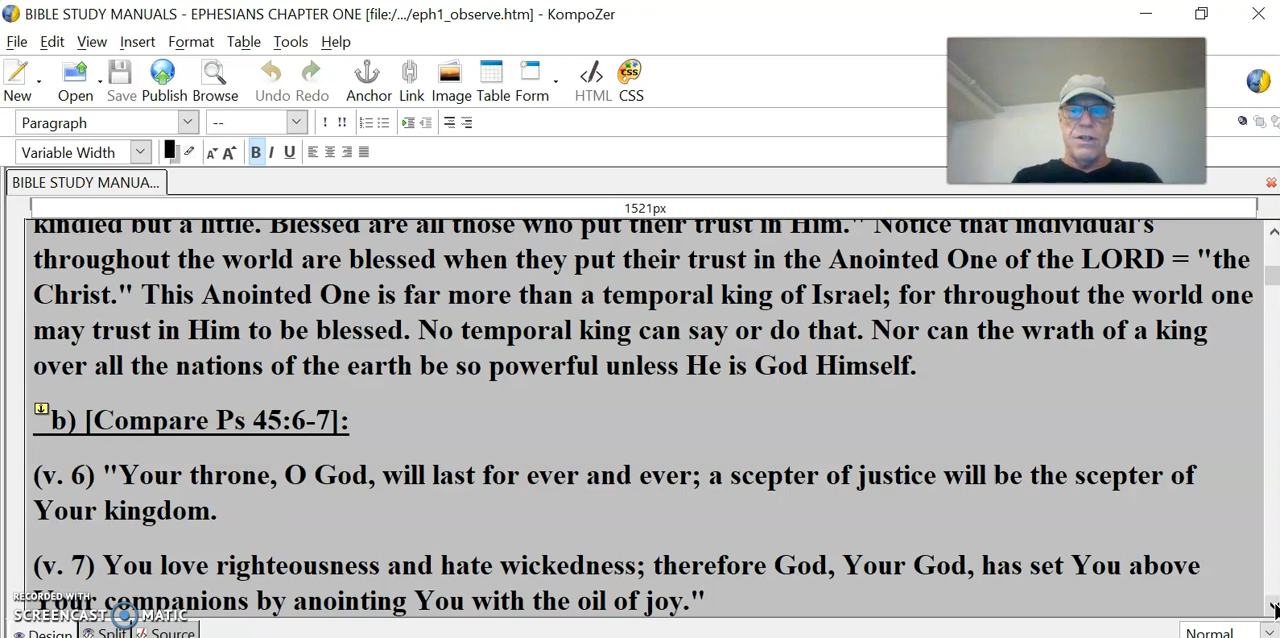 BIBLE STUDY MANUALS - EPHESIANS CHAPTER ONE [file:/.../eph1_observe.htm] - KompoZer
File Edit View Insert Format Table Tools Help
New Open Save Publish Browse Undo Redo Anchor Link Image Table Form HTML CSS
Paragraph -- ! !!
Variable Width B I U
BIBLE STUDY MANUA...
1521px
kindled but a little. Blessed are all those who put their trust in Him." Notice that individual's
throughout the world are blessed when they put their trust in the Anointed One of the LORD = "the
Christ." This Anointed One is far more than a temporal king of Israel; for throughout the world one
may trust in Him to be blessed. No temporal king can say or do that. Nor can the wrath of a king
over all the nations of the earth be so powerful unless He is God Himself.
b) [Compare Ps 45:6-7]:
(v. 6) "Your throne, O God, will last for ever and ever; a scepter of justice will be the scepter of
Your kingdom.
(v. 7) You love righteousness and hate wickedness; therefore God, Your God, has set You above
Your companions by anointing You with the oil of joy."
RECORDED WITH
SCREENCAST MATIC
Design Split Source Normal